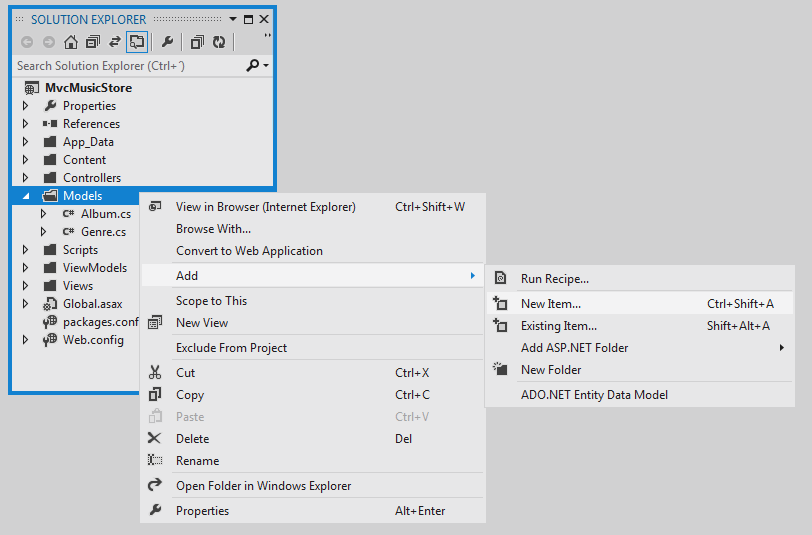 SOLUTION EXPLORER
Search Solution Explorer (Ctrl+´)
MvcMusicStore
Properties
References
App_Data
Content
Controllers
Models
C# Album.cs
C# Genre.cs
Scripts
ViewModels
Views
Global.asax
packages.conf
Web.config
View in Browser (Internet Explorer) Ctrl+Shift+W
Browse With...
Convert to Web Application
Add
Scope to This
New View
Exclude From Project
Cut Ctrl+X
Copy Ctrl+C
Paste Ctrl+V
Delete Del
Rename
Open Folder in Windows Explorer
Properties Alt+Enter
Run Recipe...
New Item... Ctrl+Shift+A
Existing Item... Shift+Alt+A
Add ASP.NET Folder
New Folder
ADO.NET Entity Data Model